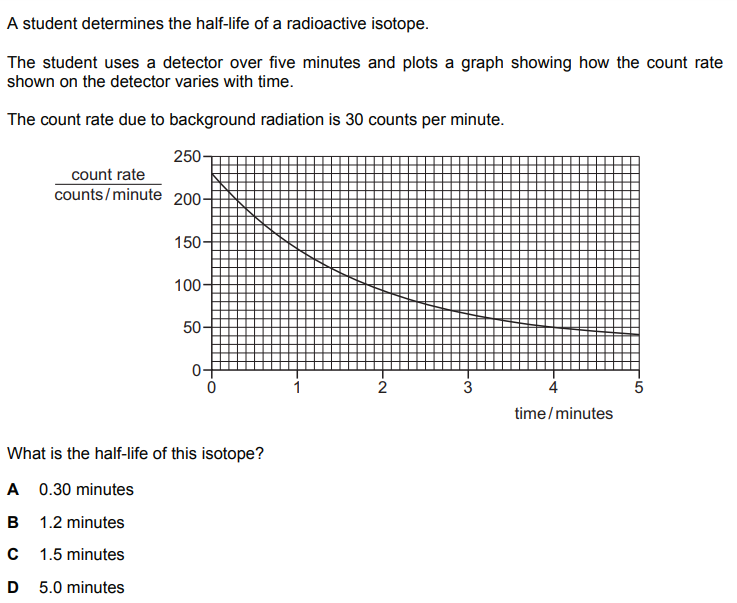 A student determines the half-life of a radioactive isotope.
The student uses a detector over five minutes and plots a graph showing how the count rate
shown on the detector varies with time.
The count rate due to background radiation is 30 counts per minute.
250
count rate
counts/minute
200
150
100
50
0
0 1 2 3 4 5
time/minutes
What is the half-life of this isotope?
A 0.30 minutes
B 1.2 minutes
C 1.5 minutes
D 5.0 minutes